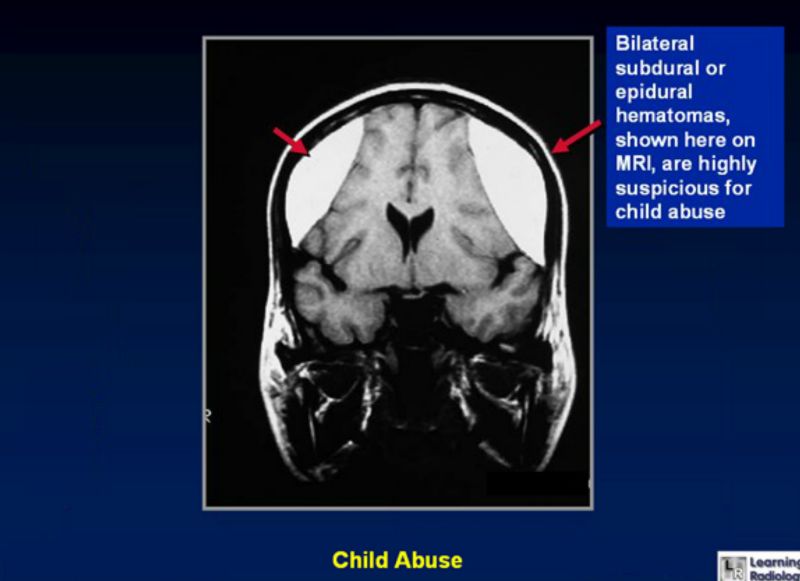 Bilateral
subdural or
epidural
hematomas,
shown here on
MRI, are highly
suspicious for
child abuse
R
Child Abuse
LR
Learning